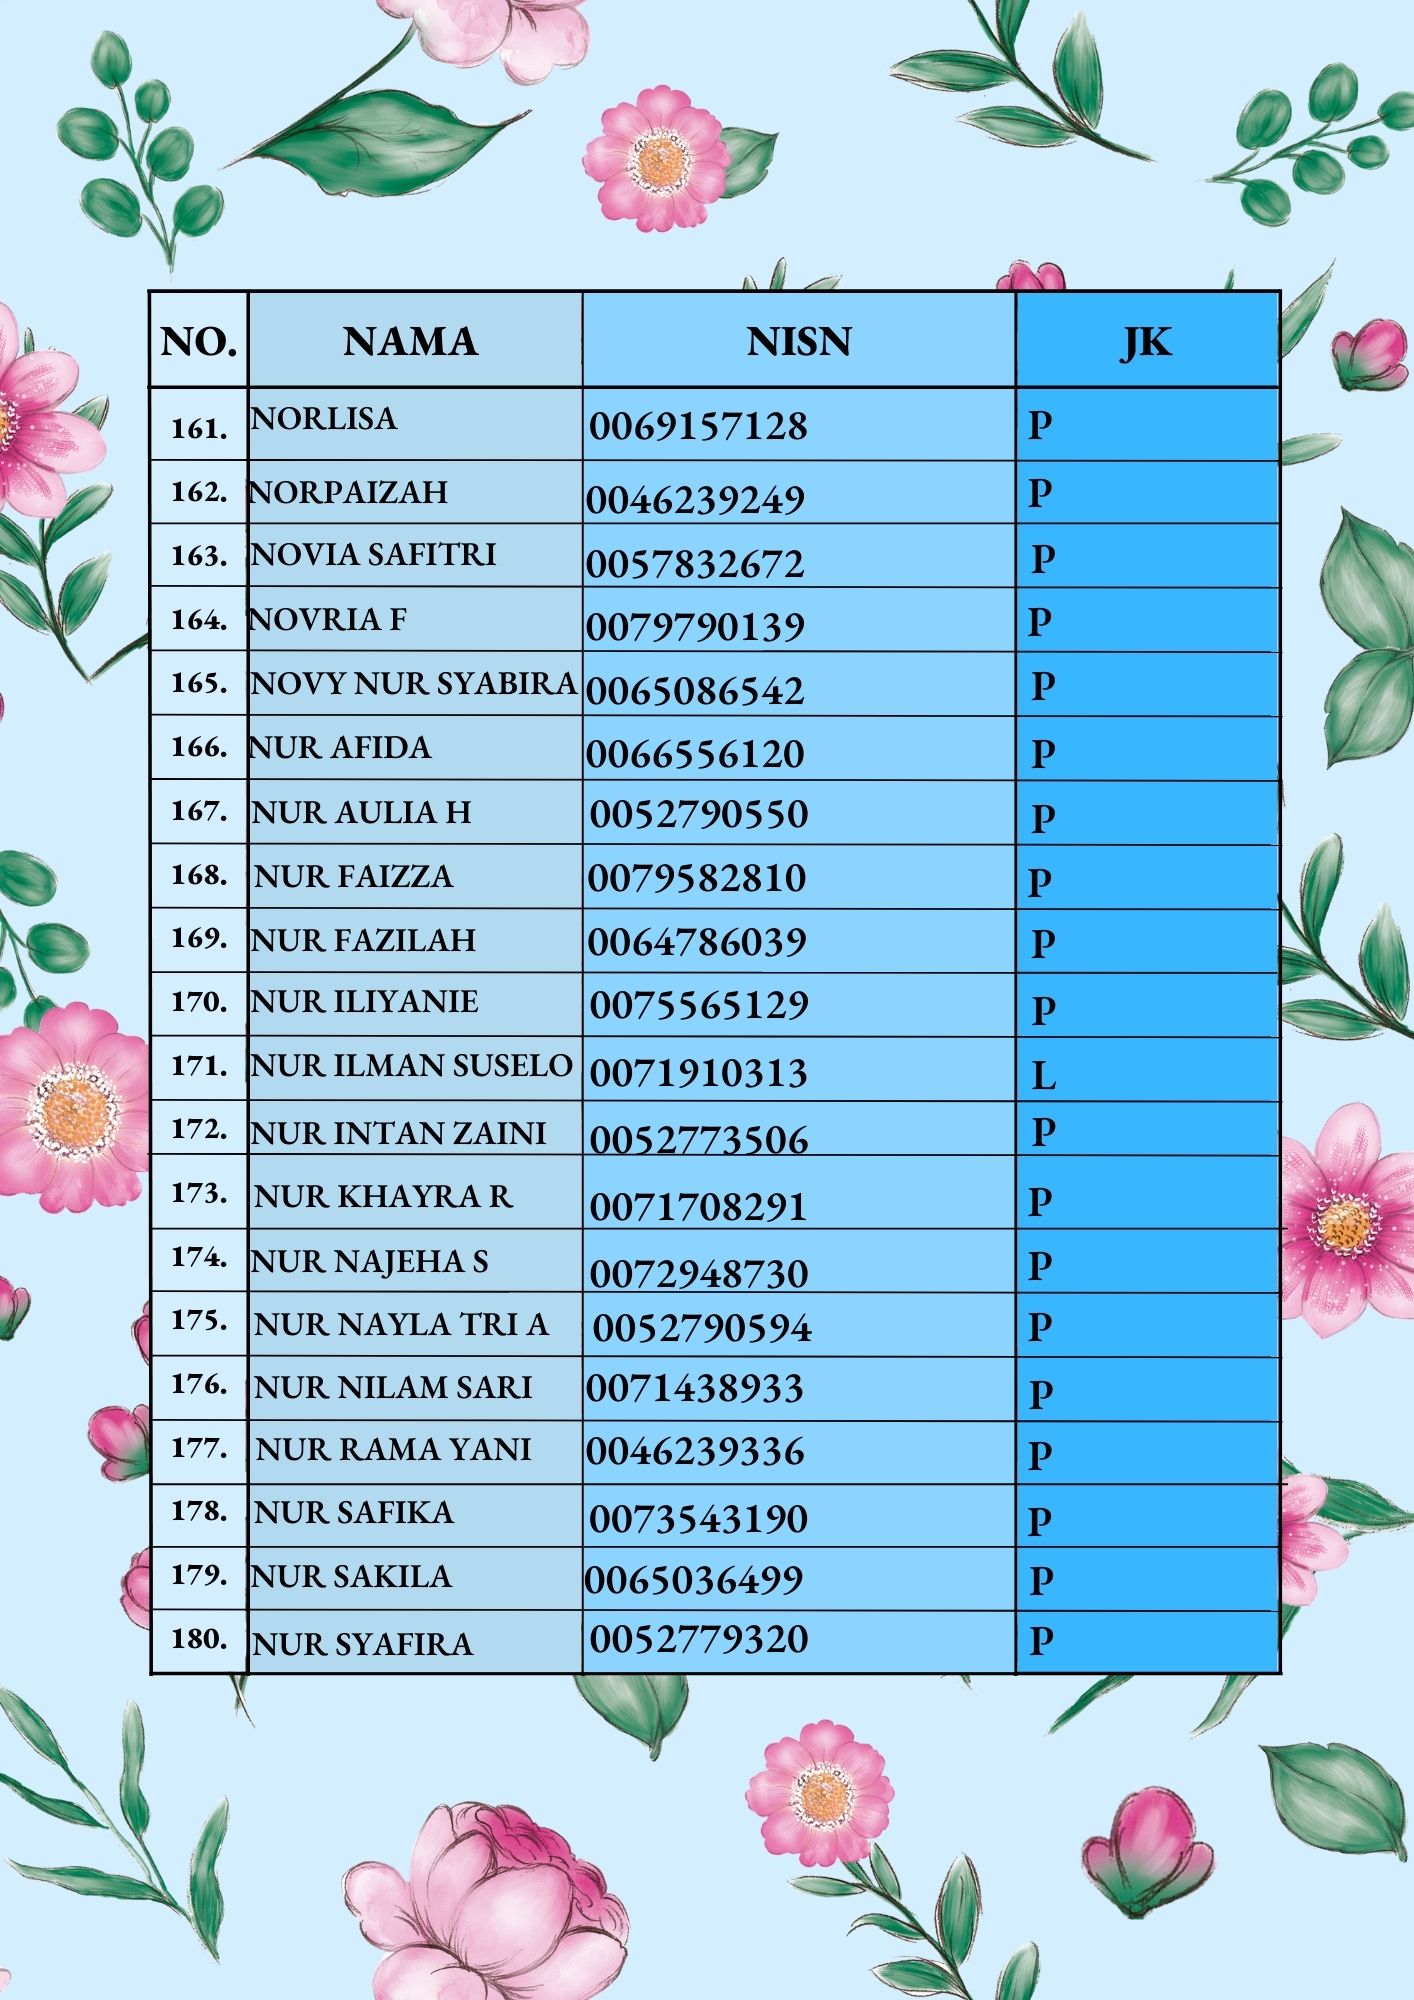 NO. NAMA NISN JK
161. NORLISA 0069157128 P
162. NORPAIZAH 0046239249 P
163. NOVIA SAFITRI 0057832672 P
164. NOVRIA F 0079790139 P
165. NOVY NUR SYABIRA 0065086542 P
166. NUR AFIDA 0066556120 P
167. NUR AULIA H 0052790550 P
168. NUR FAIZZA 0079582810 P
169. NUR FAZILAH 0064786039 P
170. NUR ILIYANIE 0075565129 P
171. NUR ILMAN SUSELO 0071910313 L
172. NUR INTAN ZAINI 0052773506 P
173. NUR KHAYRA R 0071708291 P
174. NUR NAJEHA S 0072948730 P
175. NUR NAYLA TRI A 0052790594 P
176. NUR NILAM SARI 0071438933 P
177. NUR RAMA YANI 0046239336 P
178. NUR SAFIKA 0073543190 P
179. NUR SAKILA 0065036499 P
180. NUR SYAFIRA 0052779320 P